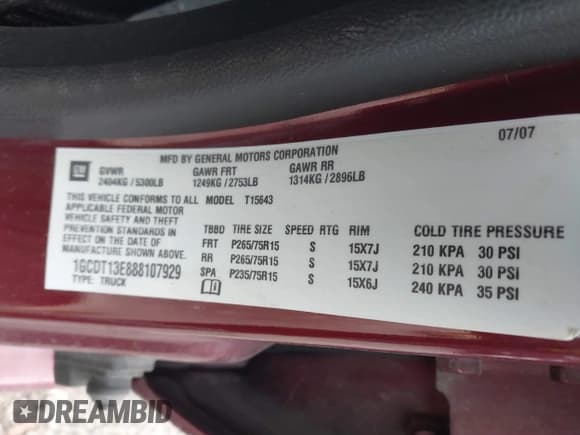 07/07
MFD BY GENERAL MOTORS CORPORATION
GM GVWR GAWR FRT GAWR RR
2404KG / 5300LB 1249KG / 2753LB 1314KG / 2896LB
THIS VEHICLE CONFORMS TO ALL MODEL T15643
APPLICABLE FEDERAL MOTOR
VEHICLE SAFETY AND THEFT
PREVENTION STANDARDS IN
EFFECT ON THE DATE OF
MANUFACTURE SHOWN ABOVE.
1GCDT13E888107929
TYPE: TRUCK
TBBD TIRE SIZE SPEED RTG RIM COLD TIRE PRESSURE
FRT P265/75R15 S 15X7J 210 KPA 30 PSI
RR P265/75R15 S 15X7J 210 KPA 30 PSI
SPA P235/75R15 S 15X6J 240 KPA 35 PSI
DREAMBID